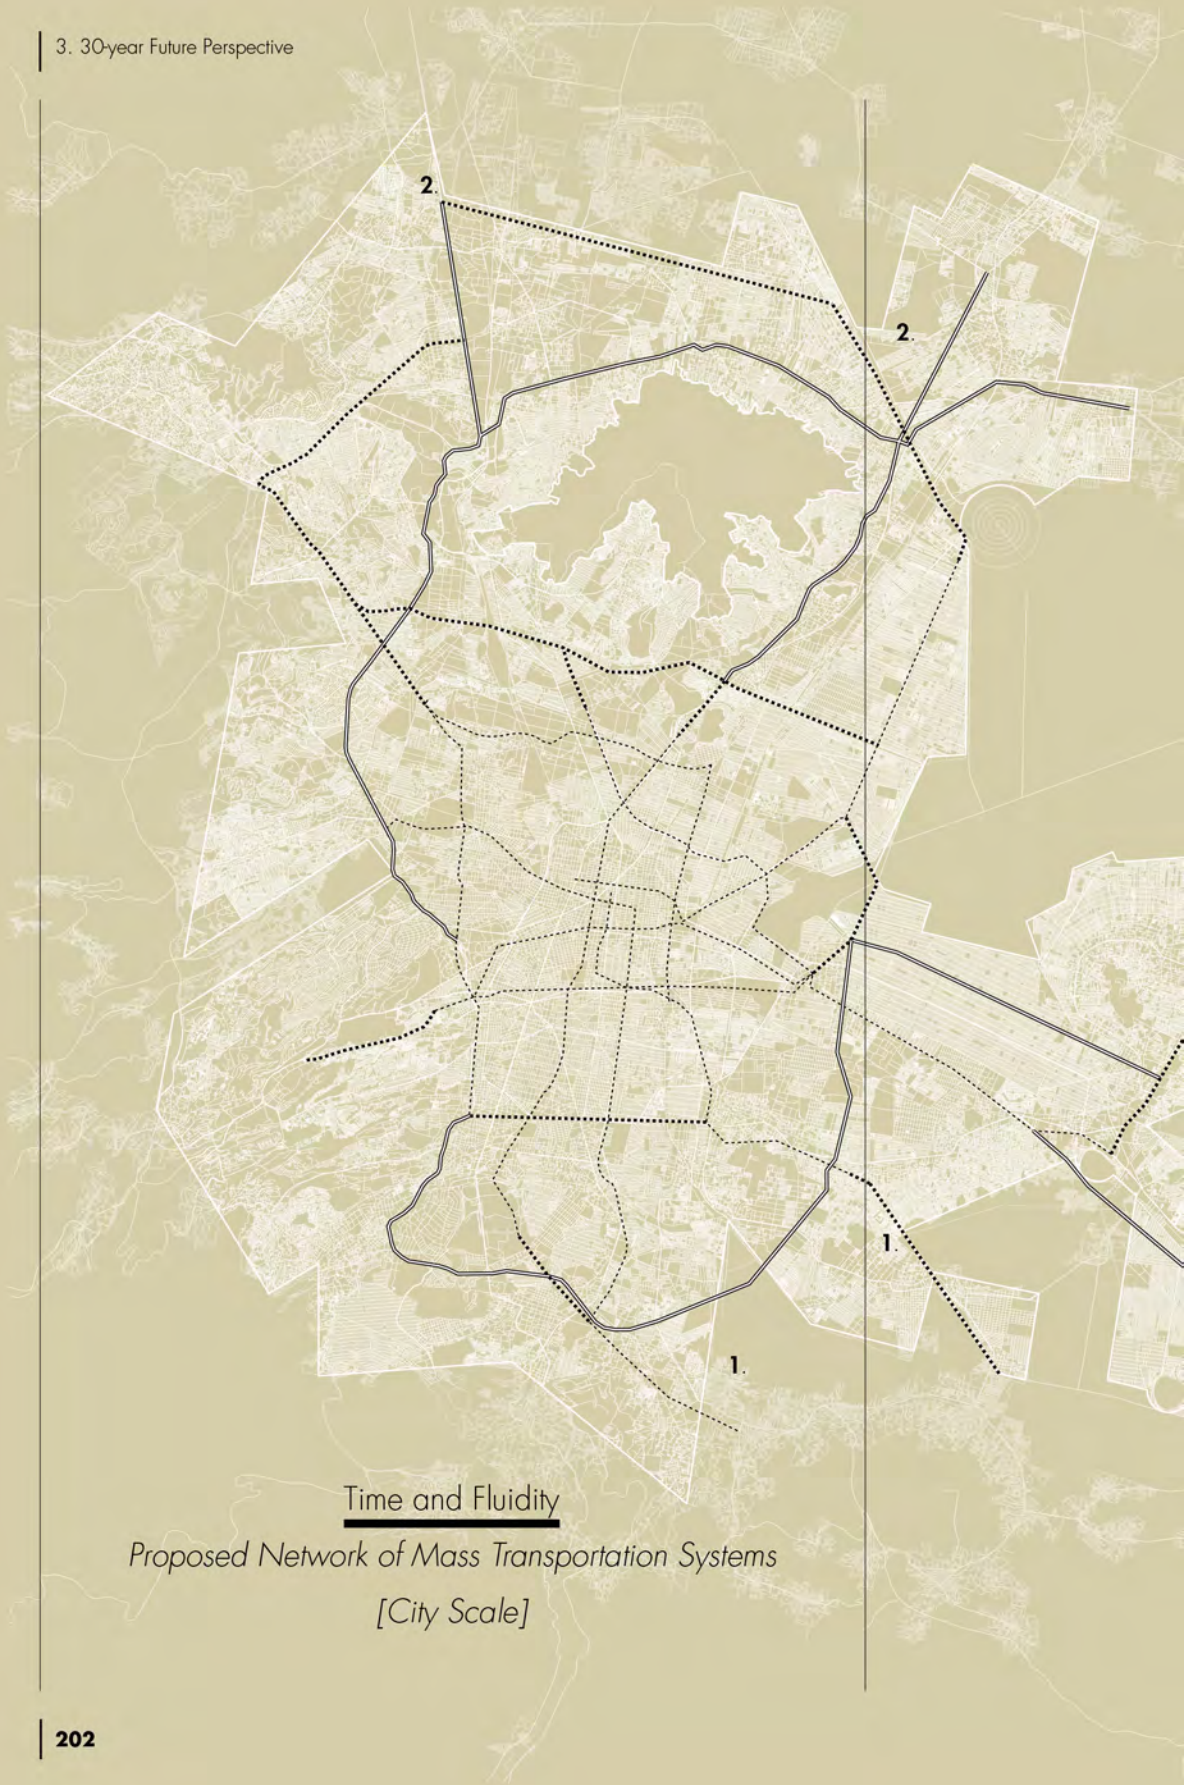 3. 30-year Future Perspective
2.
2.
1.
1.
Time and Fluidity
Proposed Network of Mass Transportation Systems
[City Scale]
202